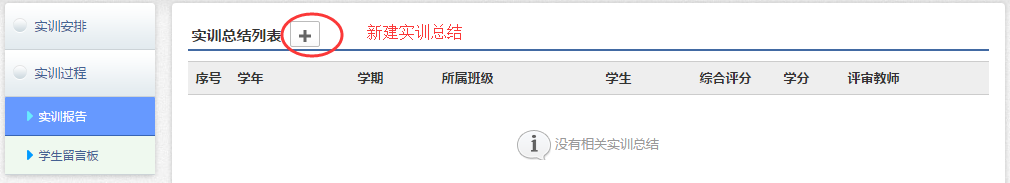 实训安排
实训过程
实训报告
学生留言板
实训总结列表 + 新建实训总结
序号 学年 学期 所属班级 学生 综合评分 学分 评审教师
没有相关实训总结